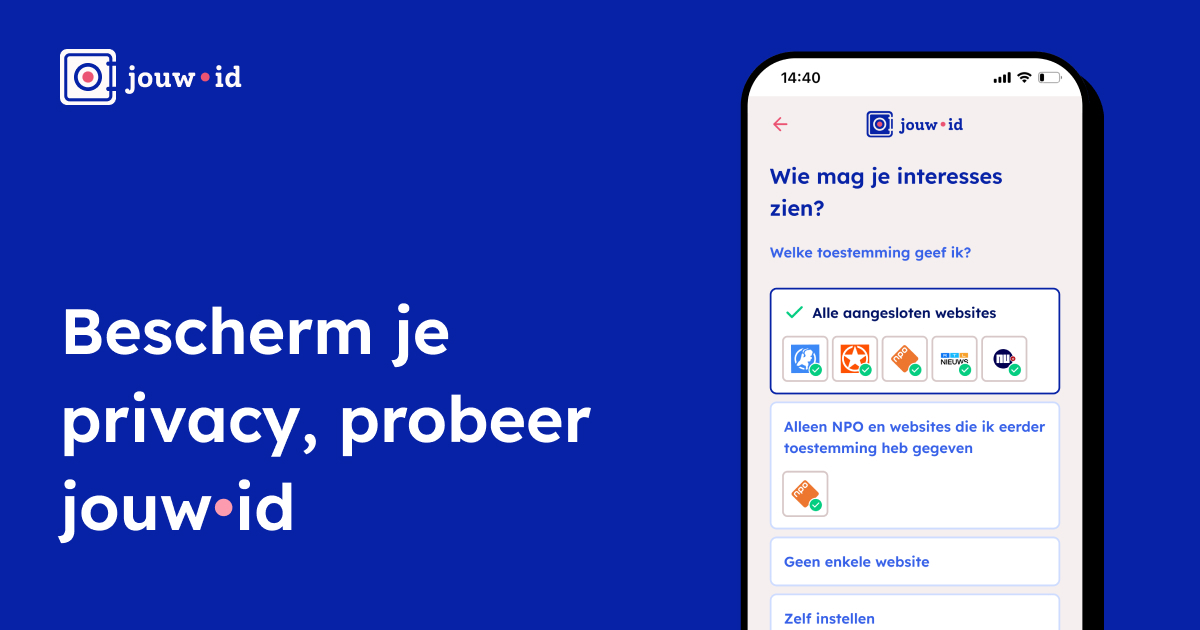 jouw•id
Bescherm je
privacy, probeer
jouw•id
14:40
jouw•id
Wie mag je interesses
zien?
Welke toestemming geef ik?
Alle aangesloten websites
npo
RTL
NIEUWS
nu
Alleen NPO en websites die ik eerder
toestemming heb gegeven
npo
Geen enkele website
Zelf instellen